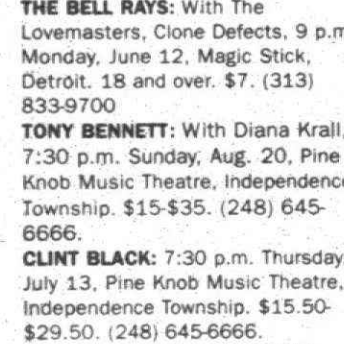 THE BELL RAYS: With The
Lovemasters, Clone Defects, 9 p.m.
Monday, June 12, Magic Stick,
Detroit. 18 and over. $7. (313)
833-9700
TONY BENNETT: With Diana Krall,
7:30 p.m. Sunday, Aug. 20, Pine
Knob Music Theatre, Independence
Township. $15-$35. (248) 645-
6666.
CLINT BLACK: 7:30 p.m. Thursday
July 13, Pine Knob Music Theatre,
Independence Township. $15.50-
$29.50. (248) 645-6666.